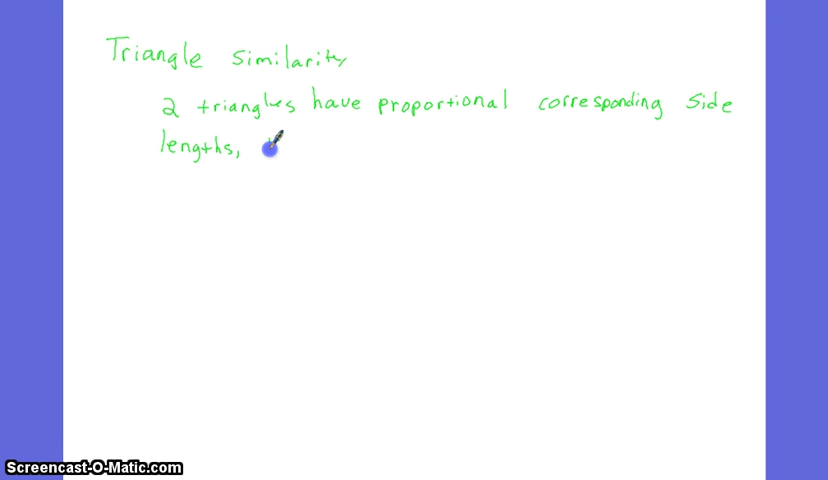 Triangle similarity
2 triangles have proportional corresponding side
lengths,
Screencast-O-Matic.com